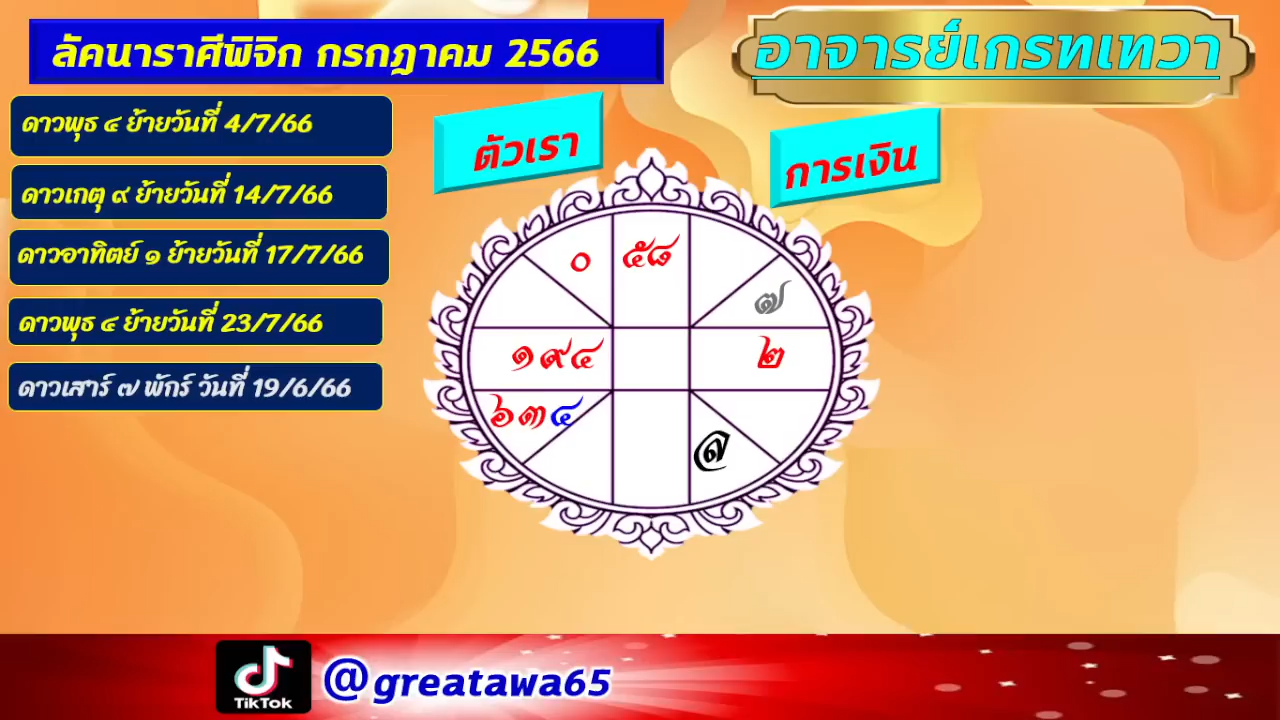 ลัคนาราศีพิจิก กรกฎาคม 2566
อาจารย์เกรทเทวา
ดาวพุธ ๔ ย้ายวันที่ 4/7/66
ดาวเกตุ ๙ ย้ายวันที่ 14/7/66
ดาวอาทิตย์ ๑ ย้ายวันที่ 17/7/66
ดาวพุธ ๔ ย้ายวันที่ 23/7/66
ดาวเสาร์ ๗ พักร์ วันที่ 19/6/66
ตัวเรา
การเงิน
๐
๕๘
๗
๑๙๔
๒
๖๓๔
ล
TikTok
@greatawa65